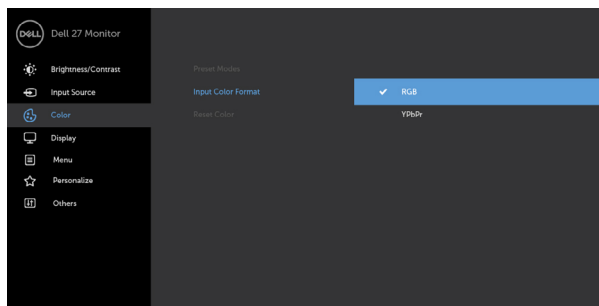 DELL
Dell 27 Monitor
Brightness/Contrast
Input Source
Color
Display
Menu
Personalize
Others
Preset Modes
Input Color Format
Reset Color
RGB
YPbPr